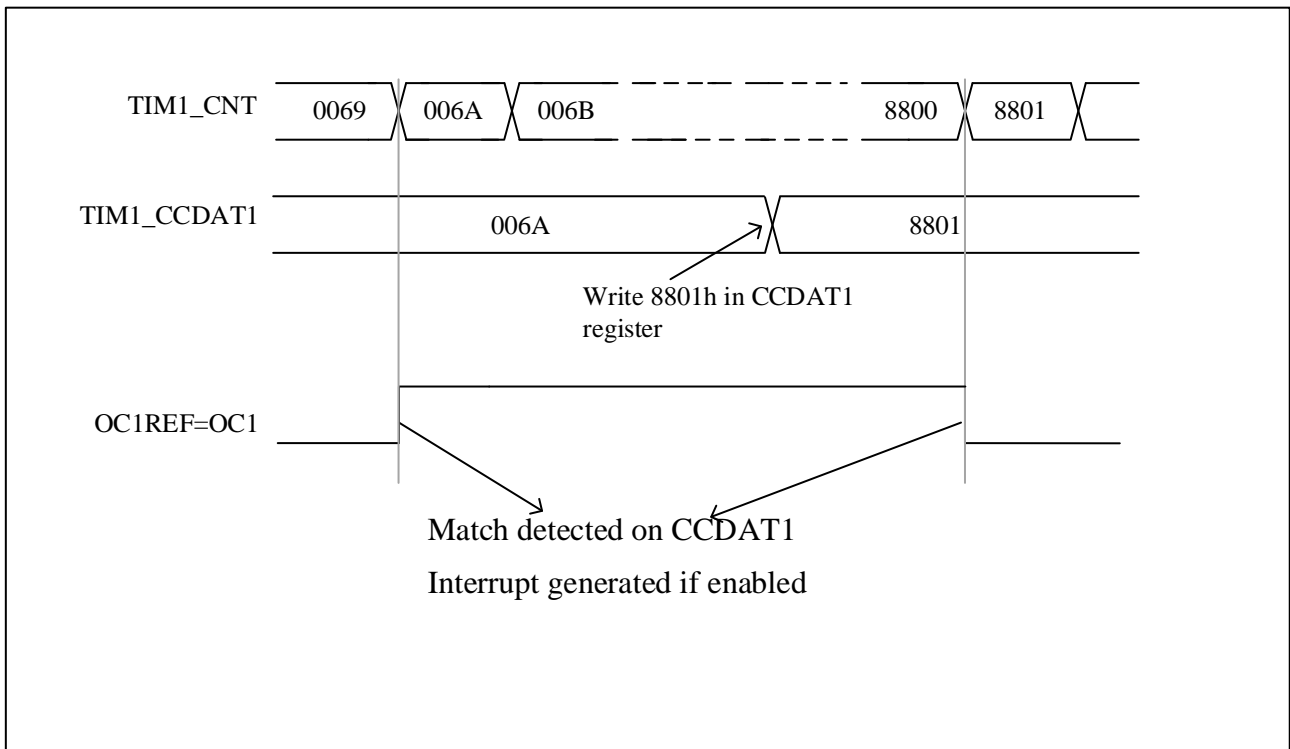 TIM1_CNT
0069
006A
006B
8800
8801
TIM1_CCDAT1
006A
8801
Write 8801h in CCDAT1
register
OC1REF=OC1
Match detected on CCDAT1
Interrupt generated if enabled